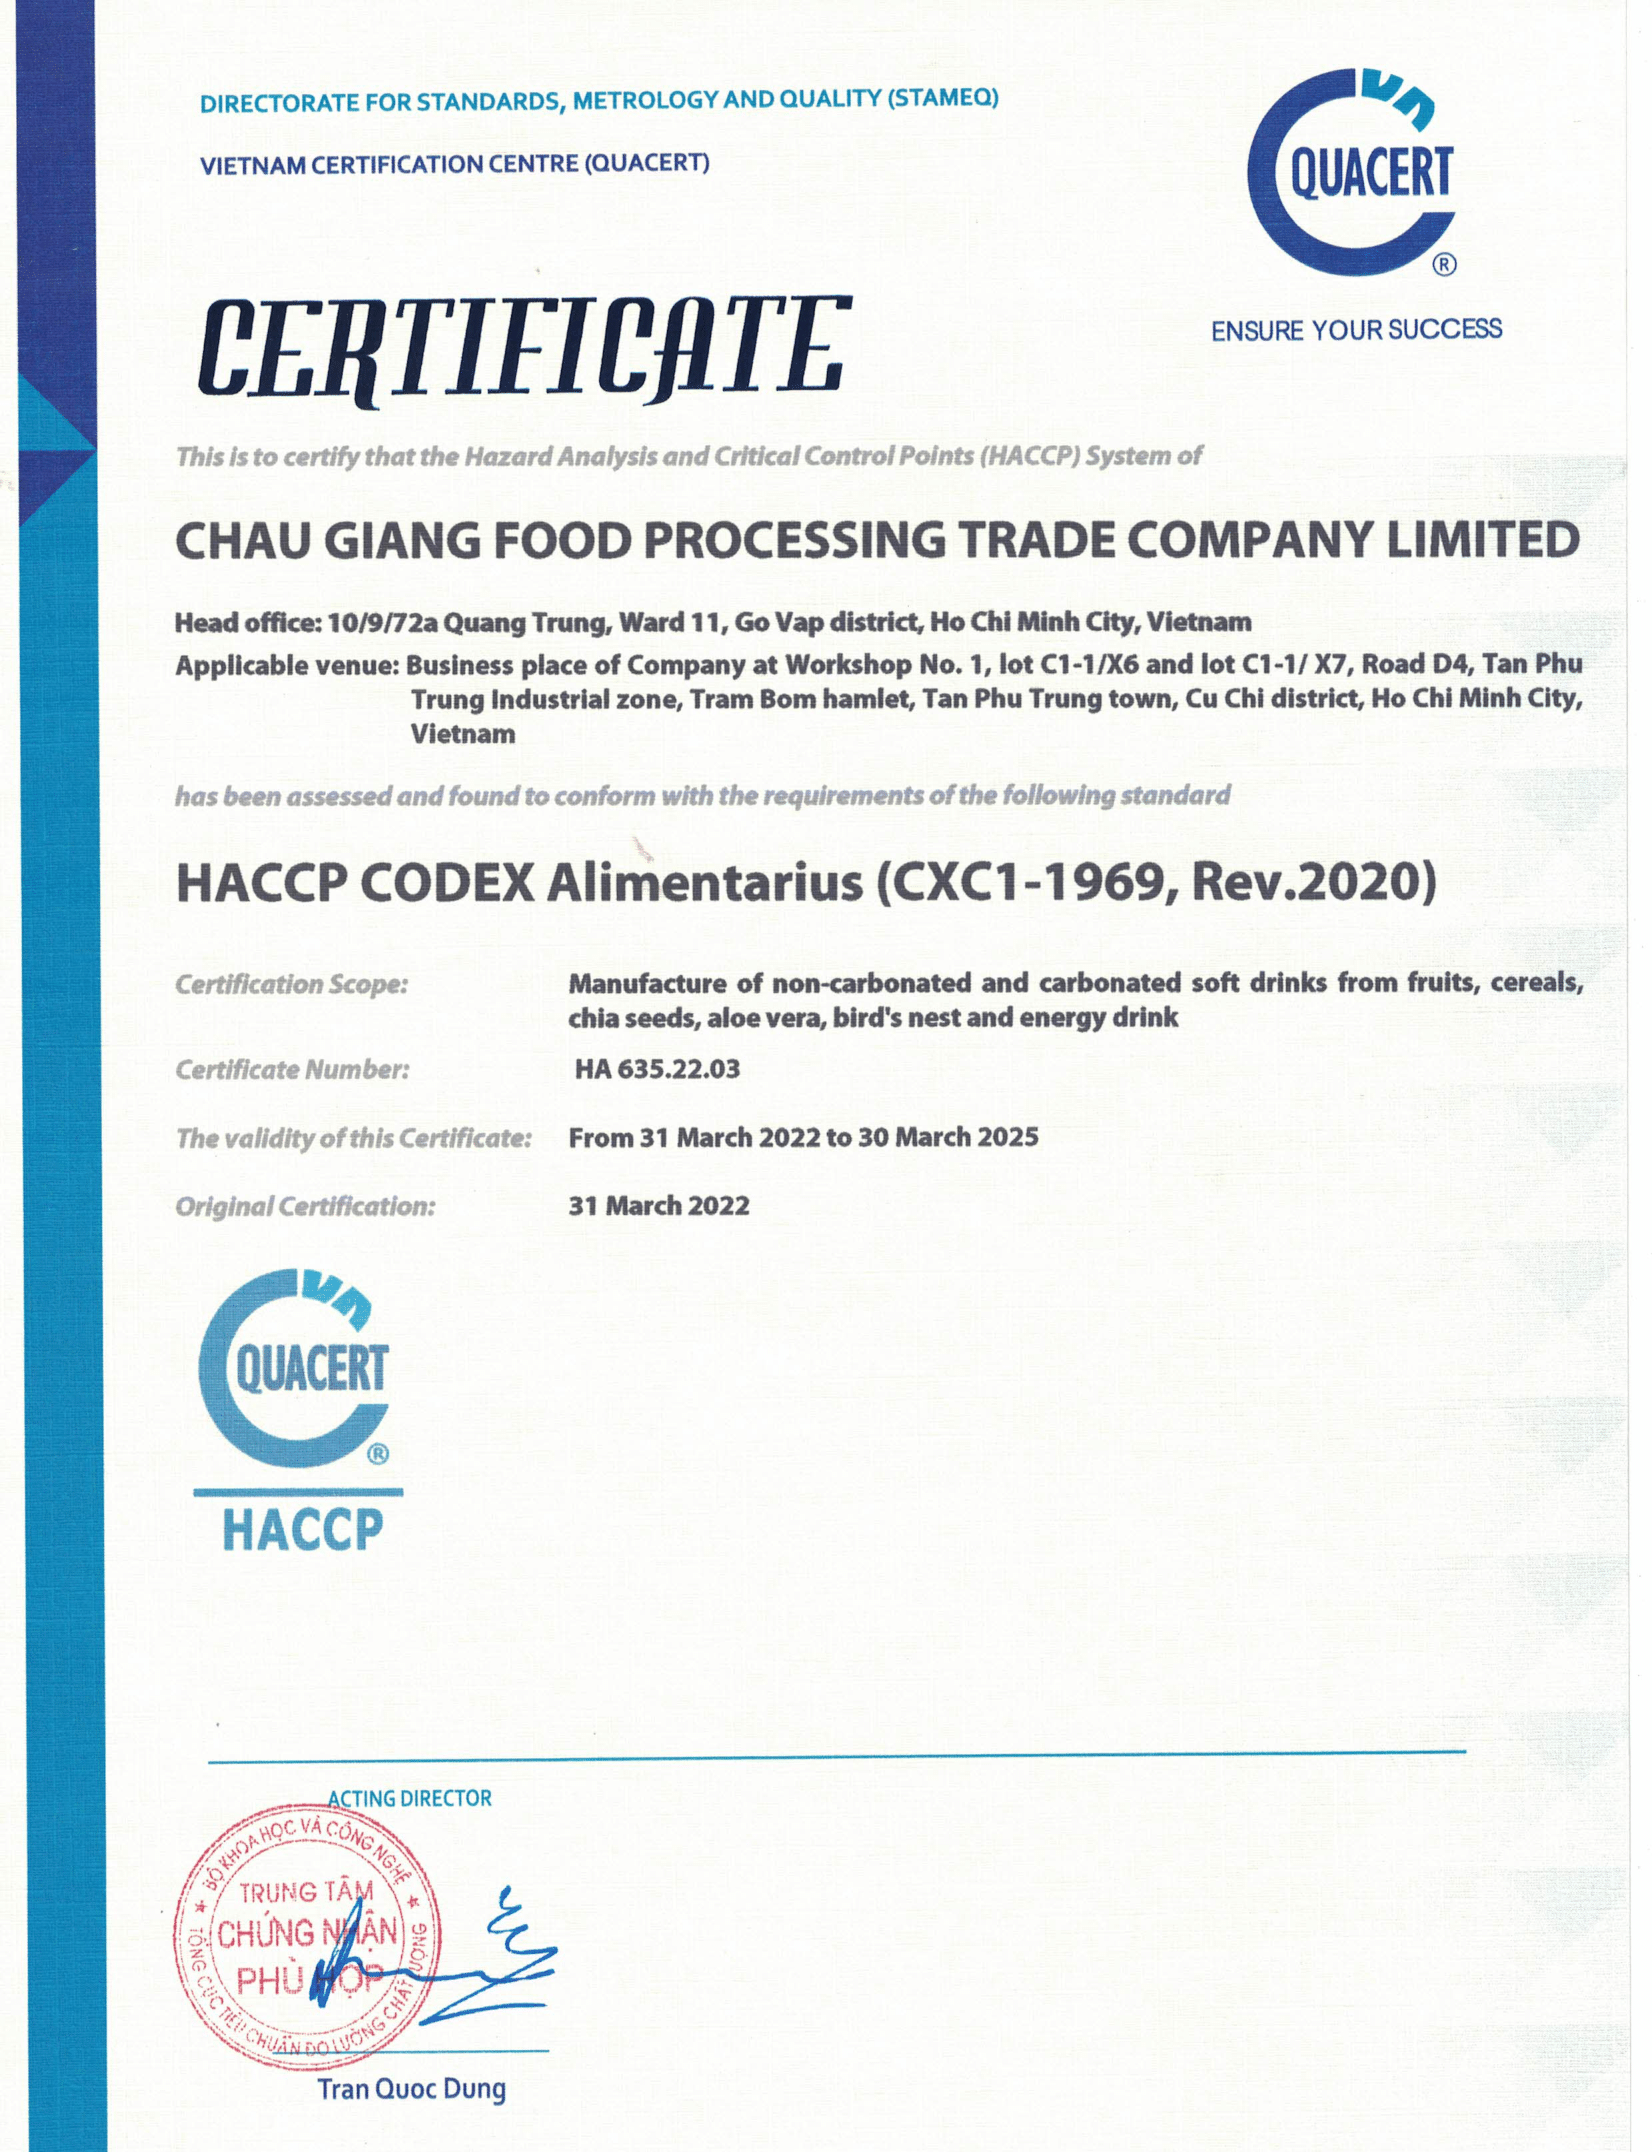 DIRECTORATE FOR STANDARDS, METROLOGY AND QUALITY (STAMEQ)
VIETNAM CERTIFICATION CENTRE (QUACERT)
VN
QUACERT
®
ENSURE YOUR SUCCESS
CERTIFICATE
This is to certify that the Hazard Analysis and Critical Control Points (HACCP) System of
CHAU GIANG FOOD PROCESSING TRADE COMPANY LIMITED
Head office: 10/9/72a Quang Trung, Ward 11, Go Vap district, Ho Chi Minh City, Vietnam
Applicable venue: Business place of Company at Workshop No. 1, lot C1-1/X6 and lot C1-1/ X7, Road D4, Tan Phu
Trung Industrial zone, Tram Bom hamlet, Tan Phu Trung town, Cu Chi district, Ho Chi Minh City,
Vietnam
has been assessed and found to conform with the requirements of the following standard
HACCP CODEX Alimentarius (CXC1-1969, Rev.2020)
Certification Scope: Manufacture of non-carbonated and carbonated soft drinks from fruits, cereals,
chia seeds, aloe vera, bird's nest and energy drink
Certificate Number: HA 635.22.03
The validity of this Certificate: From 31 March 2022 to 30 March 2025
Original Certification: 31 March 2022
VN
QUACERT
®
HACCP
ACTING DIRECTOR
BỘ KHOA HỌC VÀ CÔNG NGHỆ
TRUNG TÂM
CHỨNG NHẬN
PHÙ HỢP
TỔNG CỤC TIÊU CHUẨN ĐO LƯỜNG CHẤT LƯỢNG
Tran Quoc Dung